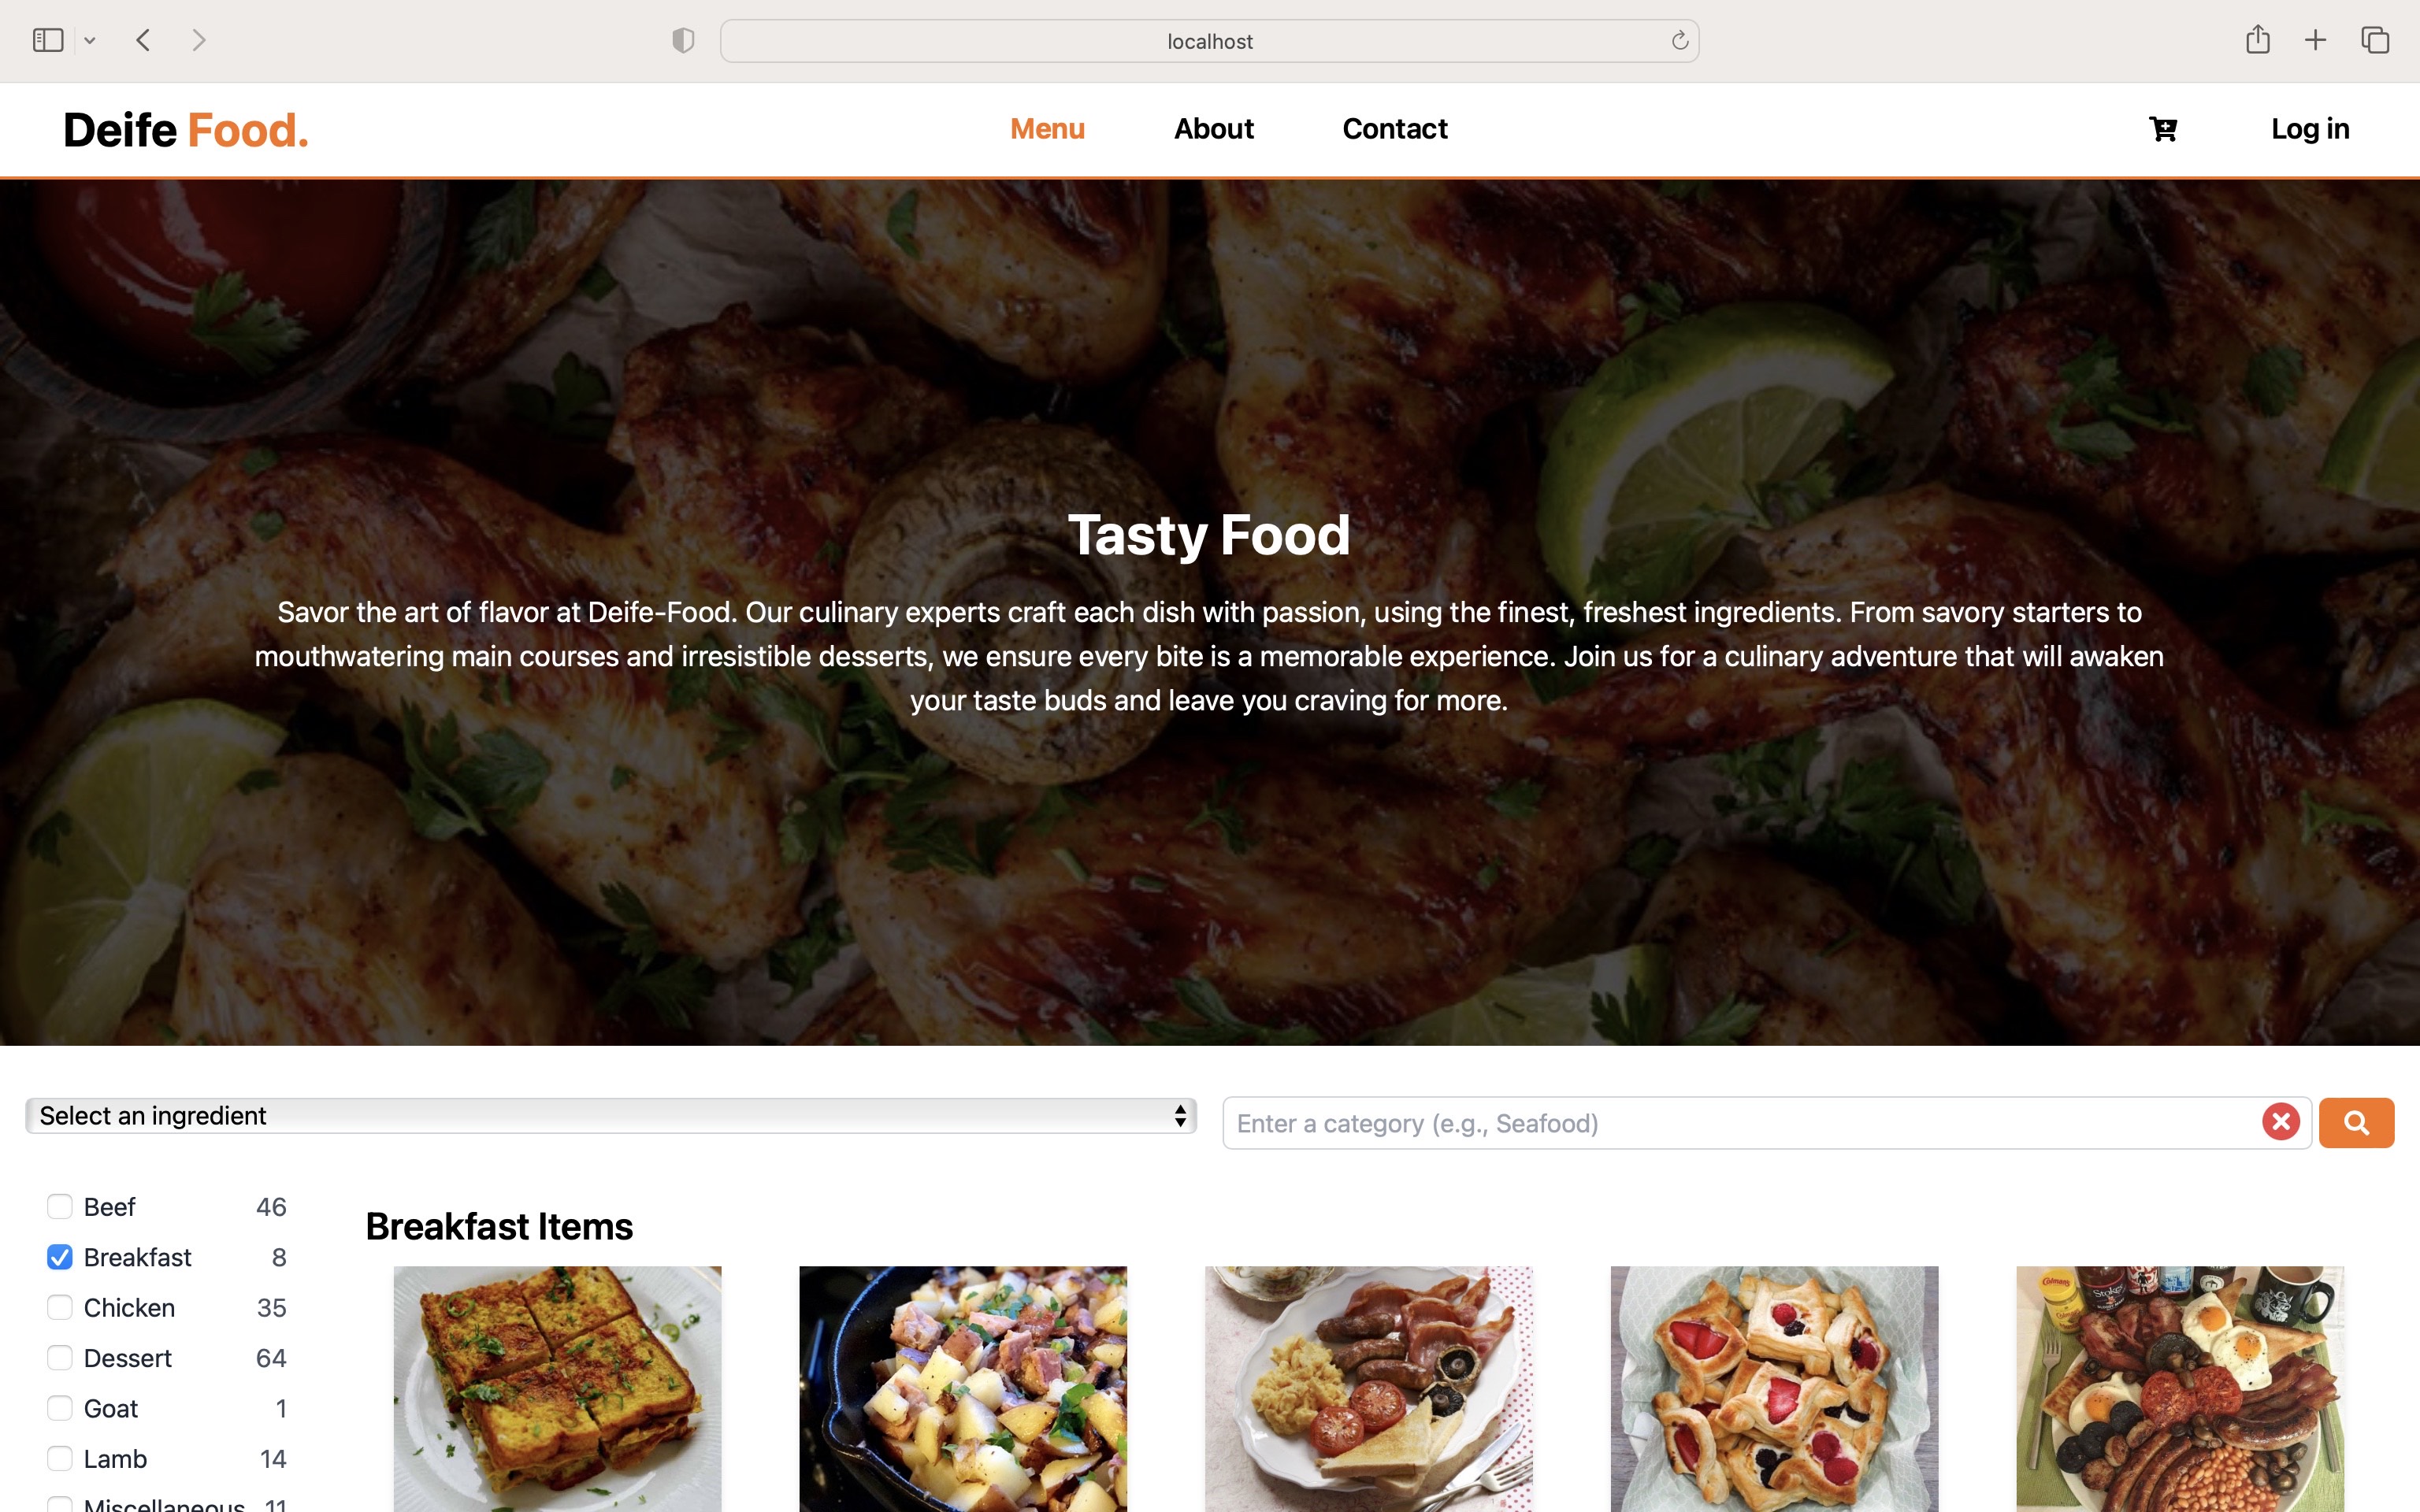 localhost
Deife Food.
Menu
About
Contact
Log in
Tasty Food
Savor the art of flavor at Deife-Food. Our culinary experts craft each dish with passion, using the finest, freshest ingredients. From savory starters to
mouthwatering main courses and irresistible desserts, we ensure every bite is a memorable experience. Join us for a culinary adventure that will awaken
your taste buds and leave you craving for more.
Select an ingredient
Enter a category (e.g., Seafood)
Beef 46
Breakfast 8
Chicken 35
Dessert 64
Goat 1
Lamb 14
Miscellaneous 11
Breakfast Items
Colman's